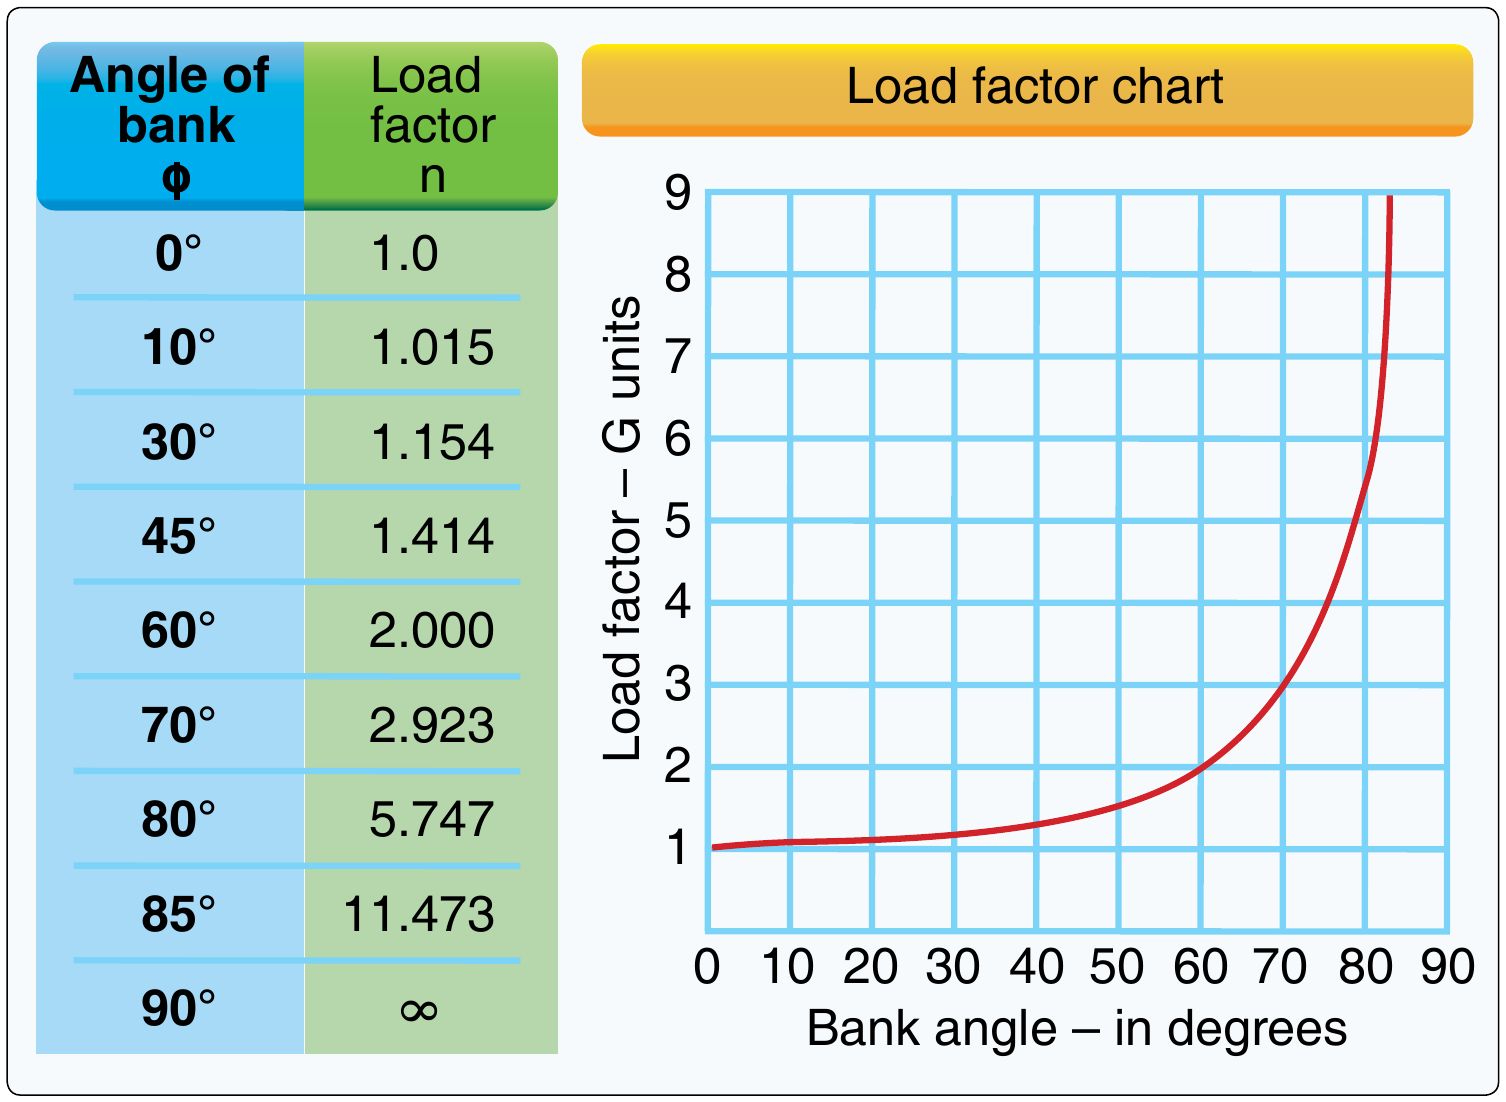 Angle of
bank
ϕ
Load
factor
n
0° 1.0
10° 1.015
30° 1.154
45° 1.414
60° 2.000
70° 2.923
80° 5.747
85° 11.473
90° ∞
Load factor chart
Load factor – G units
9
8
7
6
5
4
3
2
1
0 10 20 30 40 50 60 70 80 90
Bank angle – in degrees